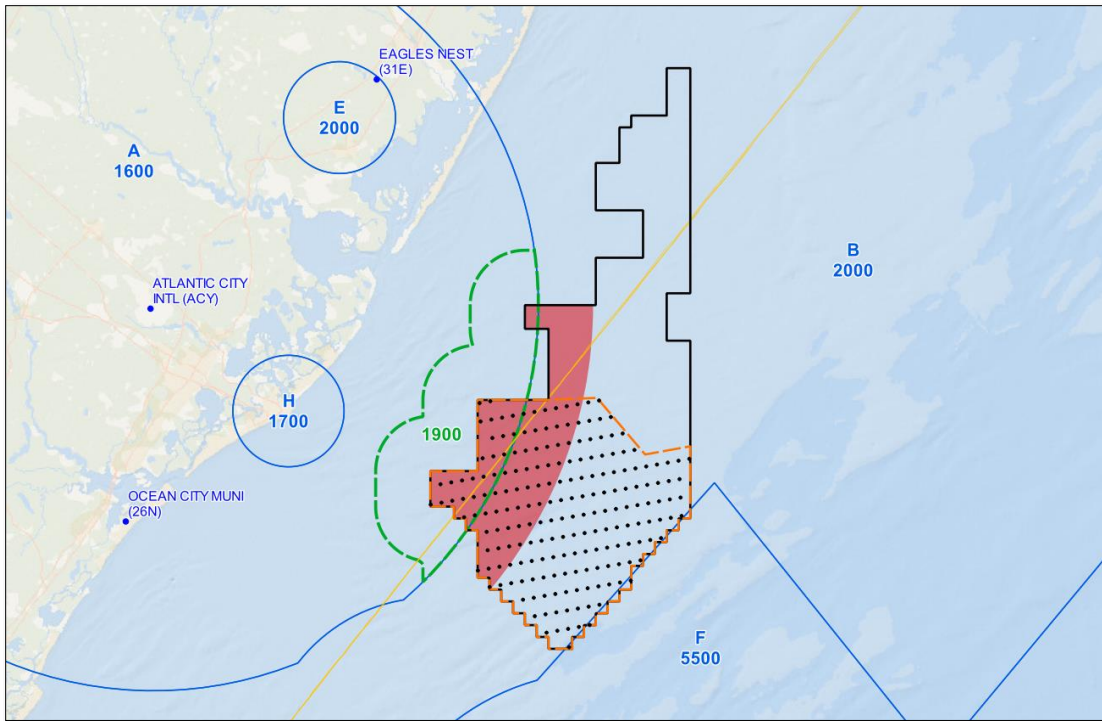 EAGLES NEST
(31E)
E
2000
A
1600
B
2000
ATLANTIC CITY
INTL (ACY)
H
1700
1900
OCEAN CITY MUNI
(26N)
F
5500